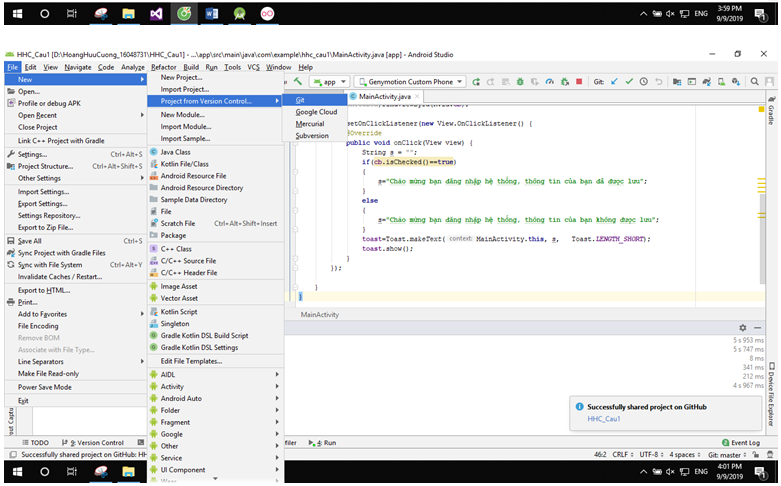 3:59 PM
ENG
9/9/2019
HHC_Cau1 [D:\HoangHuuCuong_16048731\HHC_Cau1] - ...\app\src\main\java\com\example\hhc_cau1\MainActivity.java [app] - Android Studio
File Edit View Navigate Code Analyze Refactor Build Run Tools VCS Window Help
New
Open...
Profile or debug APK
Open Recent
Close Project
Link C++ Project with Gradle
Settings... Ctrl+Alt+S
Project Structure... Ctrl+Alt+Shift+S
Other Settings
Import Settings...
Export Settings...
Settings Repository...
Export to Zip File...
Save All Ctrl+S
Sync Project with Gradle Files
Sync with File System Ctrl+Alt+Y
Invalidate Caches / Restart...
Export to HTML...
Print...
Add to Favorites
File Encoding
Remove BOM
Associate with File Type...
Line Separators
Make File Read-only
Power Save Mode
Exit
New Project...
Import Project...
Project from Version Control...
New Module...
Import Module...
Import Sample...
Java Class
Kotlin File/Class
Android Resource File
Android Resource Directory
Sample Data Directory
File
Scratch File Ctrl+Alt+Shift+Insert
Package
C++ Class
C/C++ Source File
C/C++ Header File
Image Asset
Vector Asset
Kotlin Script
Singleton
Gradle Kotlin DSL Build Script
Gradle Kotlin DSL Settings
Edit File Templates...
AIDL
Activity
Android Auto
Folder
Fragment
Google
Other
Service
UI Component
Git
Google Cloud
Mercurial
Subversion
app
Genymotion Custom Phone
Git:
MainActivity.java
setOnClickListener(new View.OnClickListener() {
@Override
public void onClick(View view) {
String s = "";
if(cb.isChecked()==true)
{
s="Chào mừng bạn đăng nhập hệ thống, thông tin của bạn đã được lưu";
}
else
{
s="Chào mừng bạn đăng nhập hệ thống, thông tin của bạn không được lưu";
}
toast=Toast.makeText( context: MainActivity.this, s, Toast.LENGTH_SHORT);
toast.show();
}
});
}
}
MainActivity
Gradle
Device File Explorer
5 s 953 ms
5 s 747 ms
8 ms
341 ms
212 ms
4 s 967 ms
Successfully shared project on GitHub
HHC_Cau1
TODO
9: Version Control
4: Run
2 Event Log
Successfully shared project on GitHub: HH
46:2 CRLF UTF-8 4 spaces Git: master
4:01 PM
ENG
9/9/2019